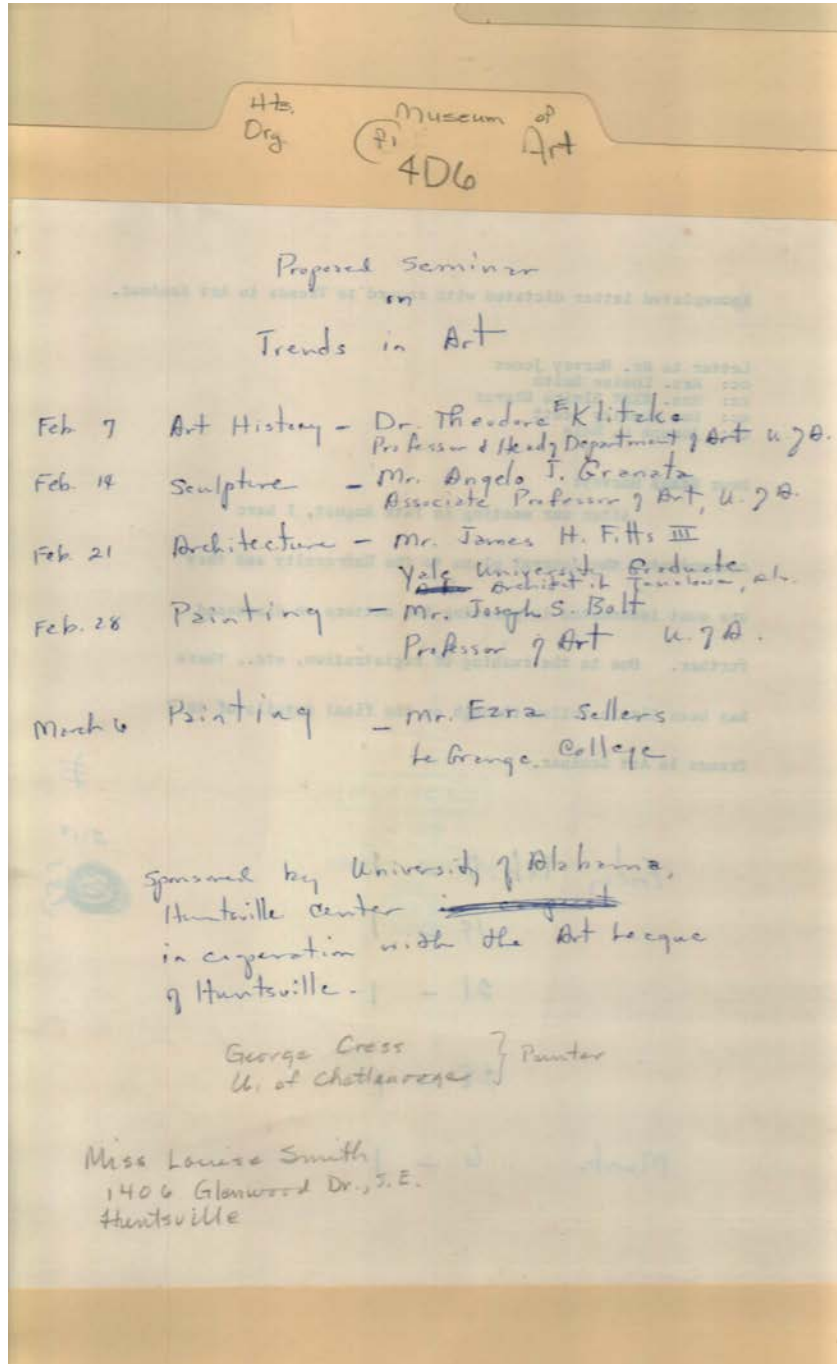 Hts. Museum of
Org. Art
4D6
Proposed Seminar
on
Trends in Art
Feb 7 Art History - Dr. Theodore E Klitzke
Professor & Head, Department of Art U of A.
Feb. 14 Sculpture - Mr. Angelo J. Granata
Associate Professor of Art, U. of A.
Feb. 21 Architecture - Mr. James H. Fitts III
Yale University Graduate
Architect in Tuscaloosa, Ala.
Feb. 28 Painting - Mr. Joseph S. Bolt
Professor of Art U. of A.
March 6 Painting - Mr. Ezra Sellers
La Grange College
Sponsored by University of Alabama,
Huntsville Center
in cooperation with the Art League
of Huntsville.
George Cress } Painter
U. of Chattanooga
Miss Louise Smith
1406 Glenwood Dr., S.E.
Huntsville